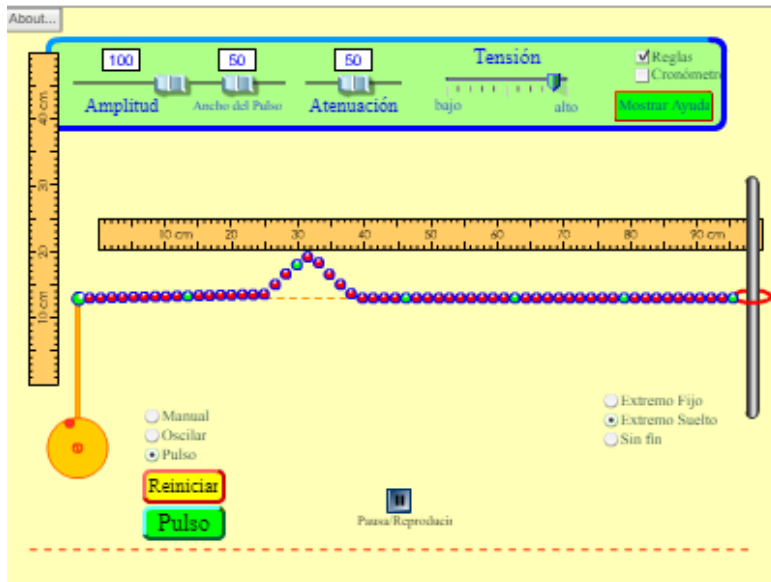 About...
100 50 50 Tensión Reglas
Cronómetro
Amplitud Ancho del Pulso Atenuación bajo alto Mostrar Ayuda
40 cm
30
20
10 cm
10 cm 20 30 40 50 60 70 80 90 cm
Manual
Oscilar
Pulso
Reiniciar
Pulso
Extremo Fijo
Extremo Suelto
Sin fin
Pausa/Reproducir